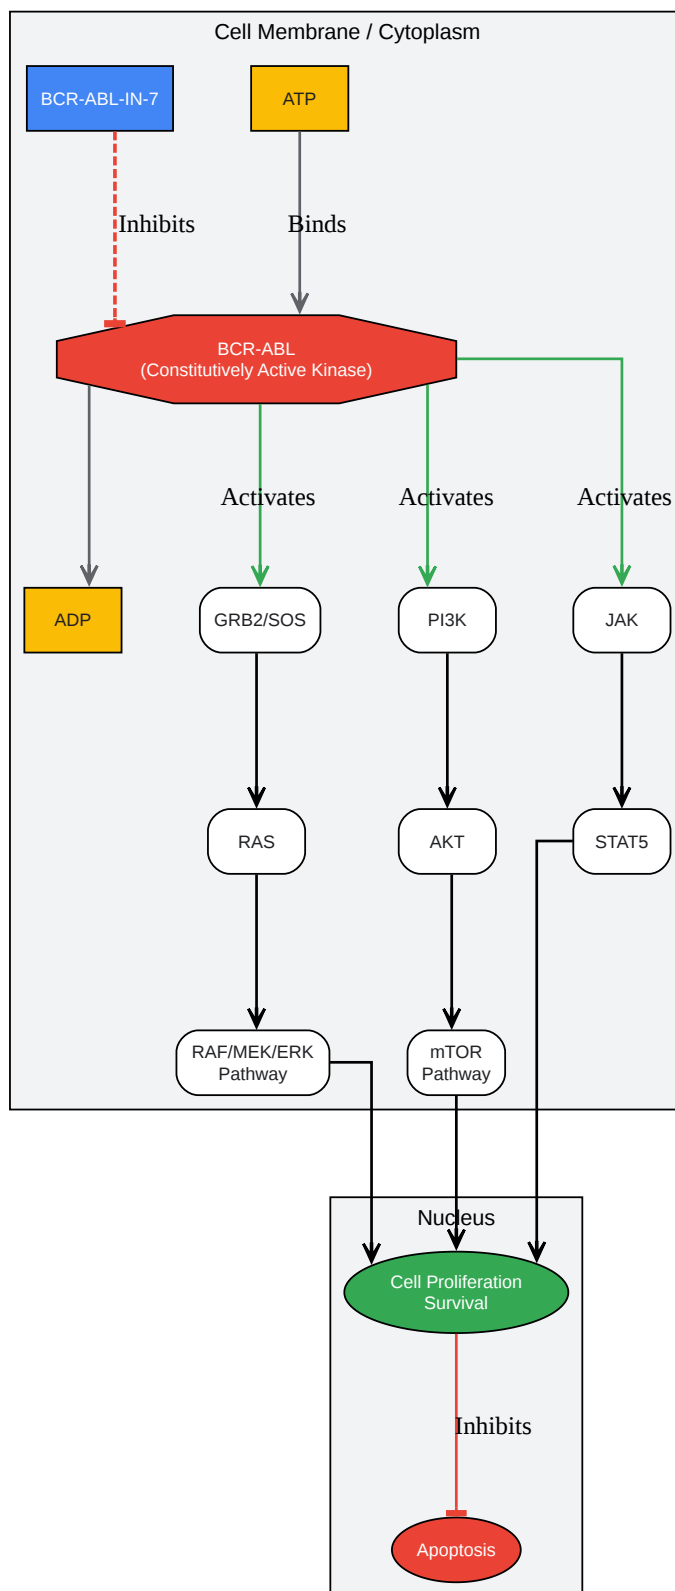 Cell Membrane / Cytoplasm
BCR-ABL-IN-7
ATP
Inhibits
Binds
BCR-ABL
(Constitutively Active Kinase)
Activates
Activates
Activates
ADP
GRB2/SOS
PI3K
JAK
RAS
AKT
STAT5
RAF/MEK/ERK
Pathway
mTOR
Pathway
Nucleus
Cell Proliferation
Survival
Inhibits
Apoptosis